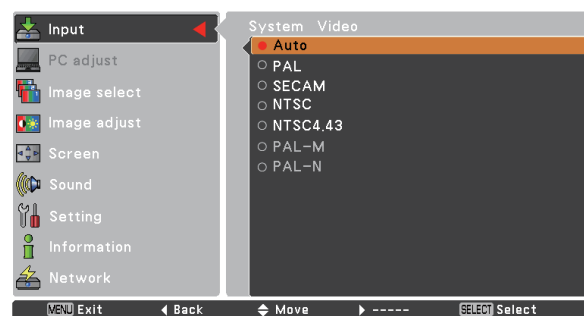 Input
PC adjust
Image select
Image adjust
Screen
Sound
Setting
Information
Network
System Video
Auto
PAL
SECAM
NTSC
NTSC4.43
PAL-M
PAL-N
MENU Exit Back Move ----- SELECT Select